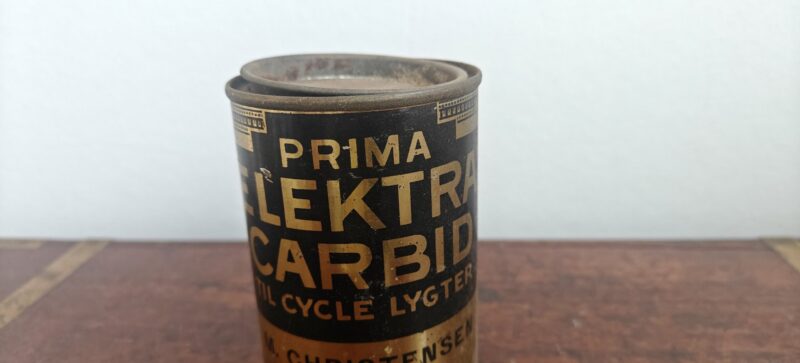 PRIMA
ELEKTRA
CARBID
TIL CYCLE LYGTER
M. CHRISTENSEN